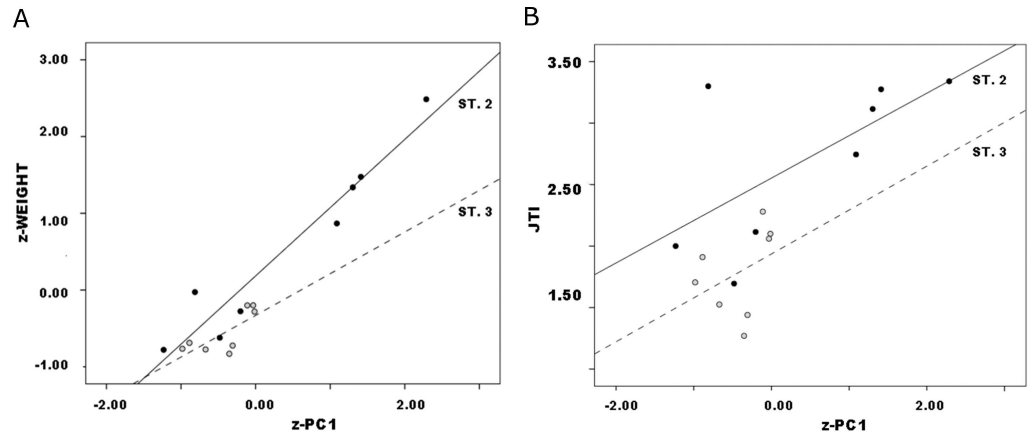 A
3.00
2.00
1.00
0.00
-1.00
z-WEIGHT
ST. 2
ST. 3
-2.00 0.00 2.00
z-PC1
B
3.50
2.50
1.50
JTI
ST. 2
ST. 3
-2.00 0.00 2.00
z-PC1